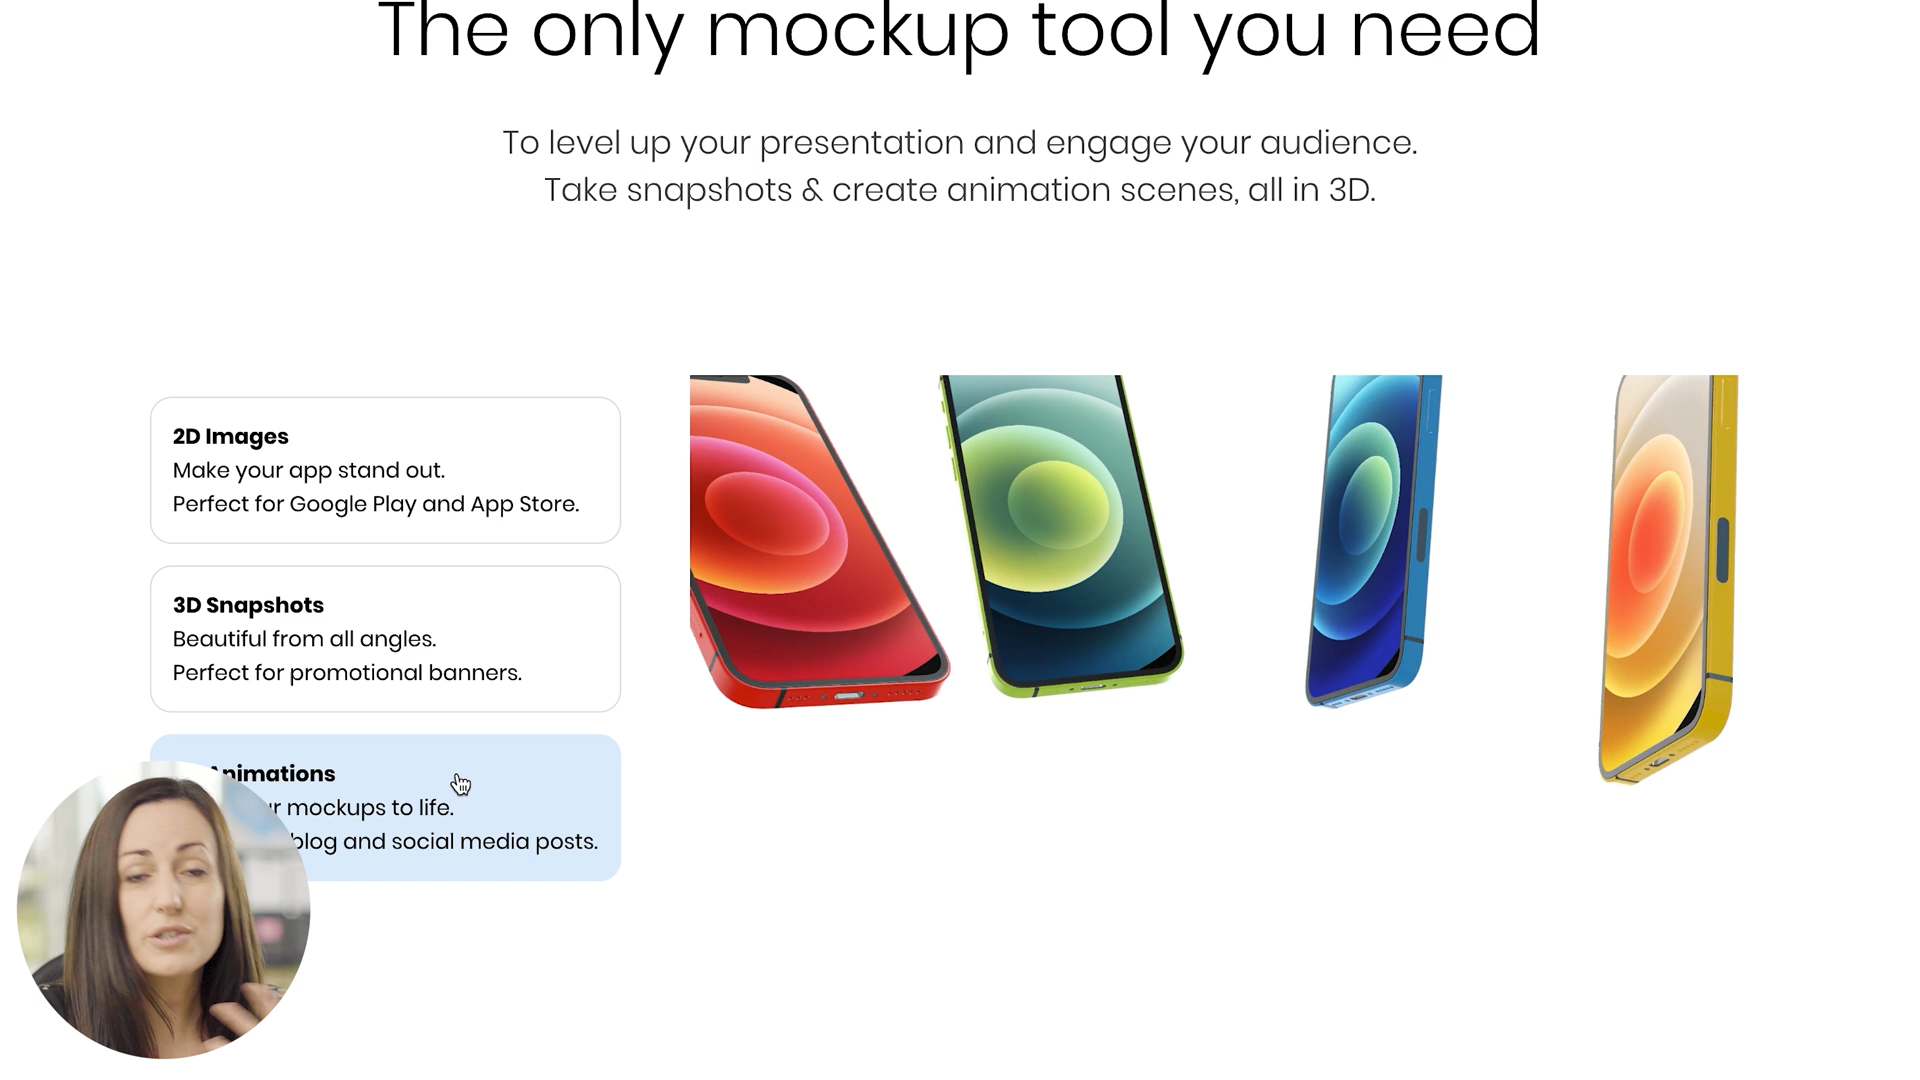 The only mockup tool you need
To level up your presentation and engage your audience.
Take snapshots & create animation scenes, all in 3D.
2D Images
Make your app stand out.
Perfect for Google Play and App Store.
3D Snapshots
Beautiful from all angles.
Perfect for promotional banners.
Animations
mockups to life.
blog and social media posts.